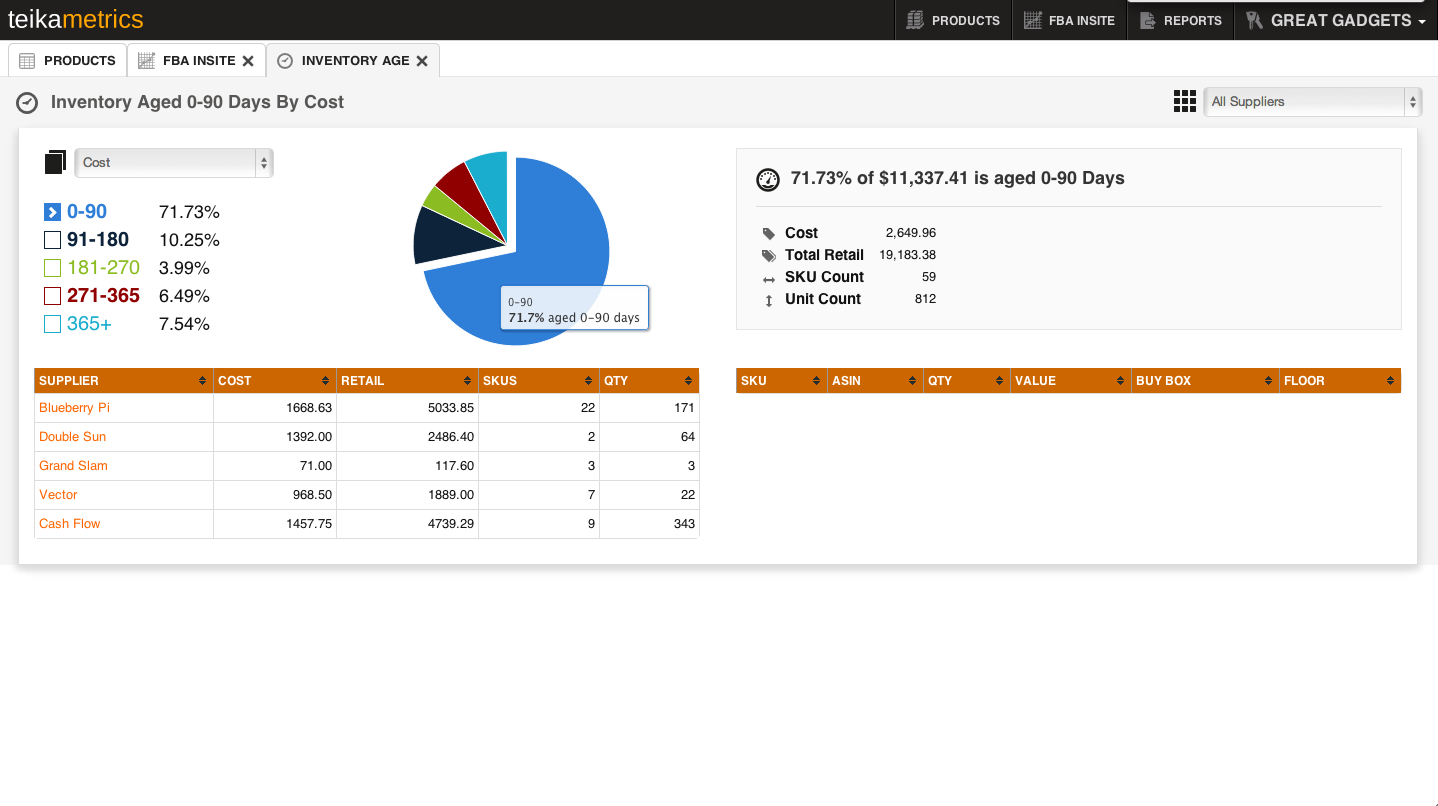 teikametrics PRODUCTS FBA INSITE REPORTS GREAT GADGETS
PRODUCTS FBA INSITE INVENTORY AGE
Inventory Aged 0-90 Days By Cost All Suppliers
Cost
0-90 71.73%
91-180 10.25%
181-270 3.99%
271-365 6.49%
365+ 7.54%
0-90
71.7% aged 0-90 days
71.73% of $11,337.41 is aged 0-90 Days
Cost 2,649.96
Total Retail 19,183.38
SKU Count 59
Unit Count 812
SUPPLIER COST RETAIL SKUS QTY
Blueberry Pi 1668.63 5033.85 22 171
Double Sun 1392.00 2486.40 2 64
Grand Slam 71.00 117.60 3 3
Vector 968.50 1889.00 7 22
Cash Flow 1457.75 4739.29 9 343
SKU ASIN QTY VALUE BUY BOX FLOOR